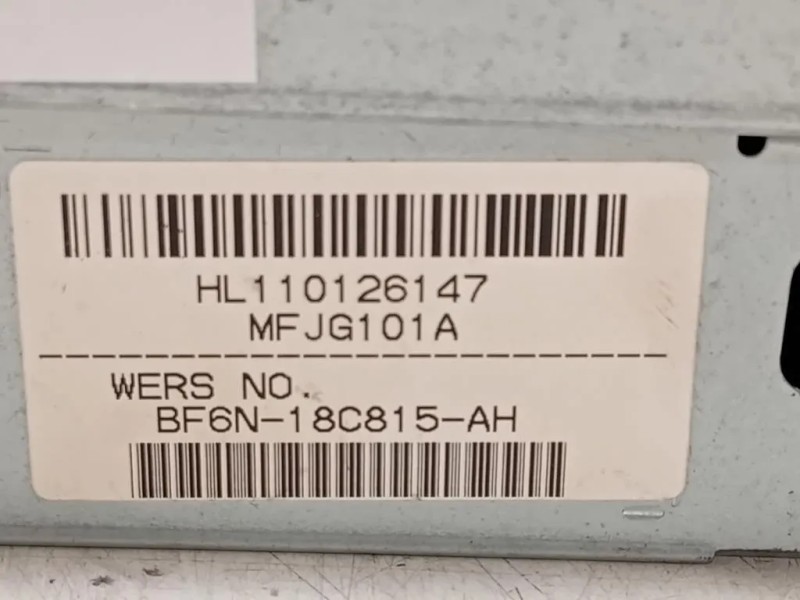 HL110126147
MFJG101A
WERS NO.
BF6N-18C815-AH